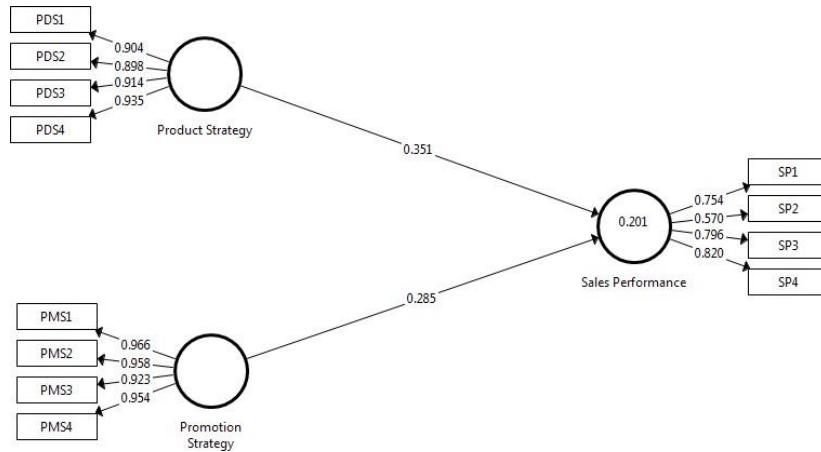 PDS1
PDS2
PDS3
PDS4
0.904
0.898
0.914
0.935
Product Strategy
0.351
0.201
Sales Performance
0.754
0.570
0.796
0.820
SP1
SP2
SP3
SP4
0.285
PMS1
PMS2
PMS3
PMS4
0.966
0.958
0.923
0.954
Promotion
Strategy